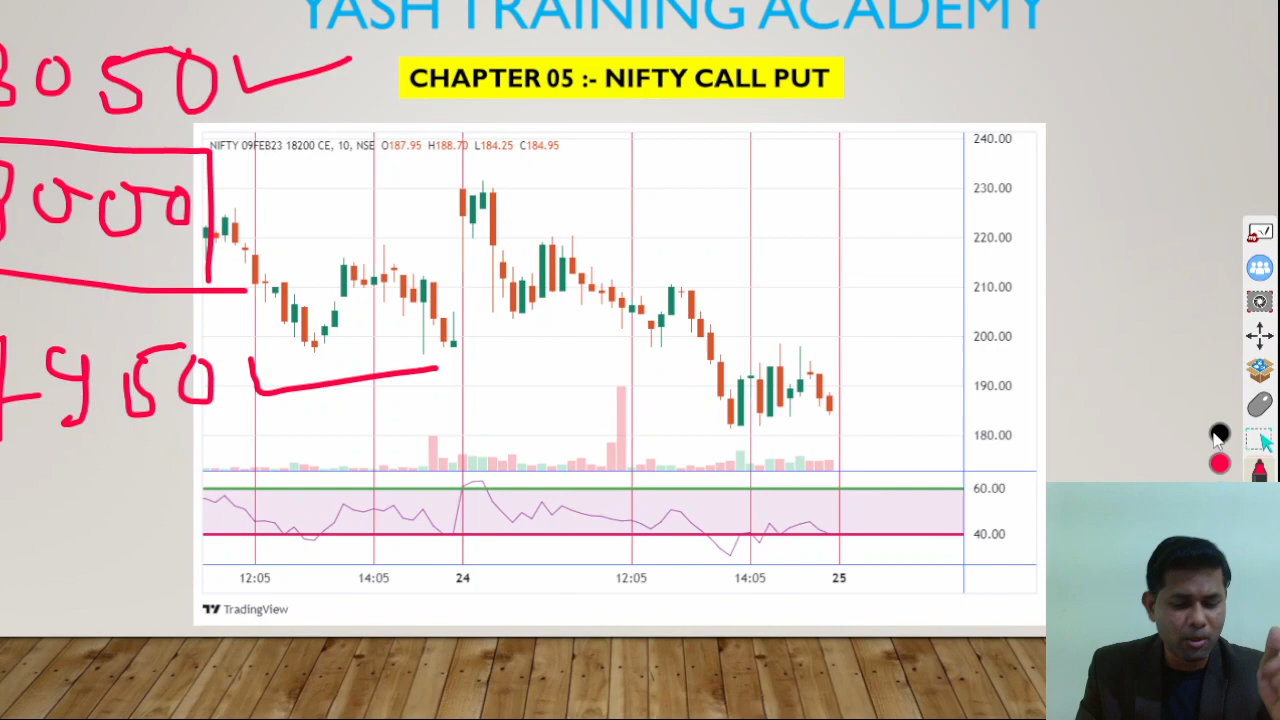 YASH TRAINING ACADEMY
CHAPTER 05 :- NIFTY CALL PUT
8050
8000
950
NIFTY 09FEB23 18200 CE, 10, NSE O187.95 H188.70 L184.25 C184.95
240.00
230.00
220.00
210.00
200.00
190.00
180.00
60.00
40.00
12:05 14:05 24 12:05 14:05 25
TradingView